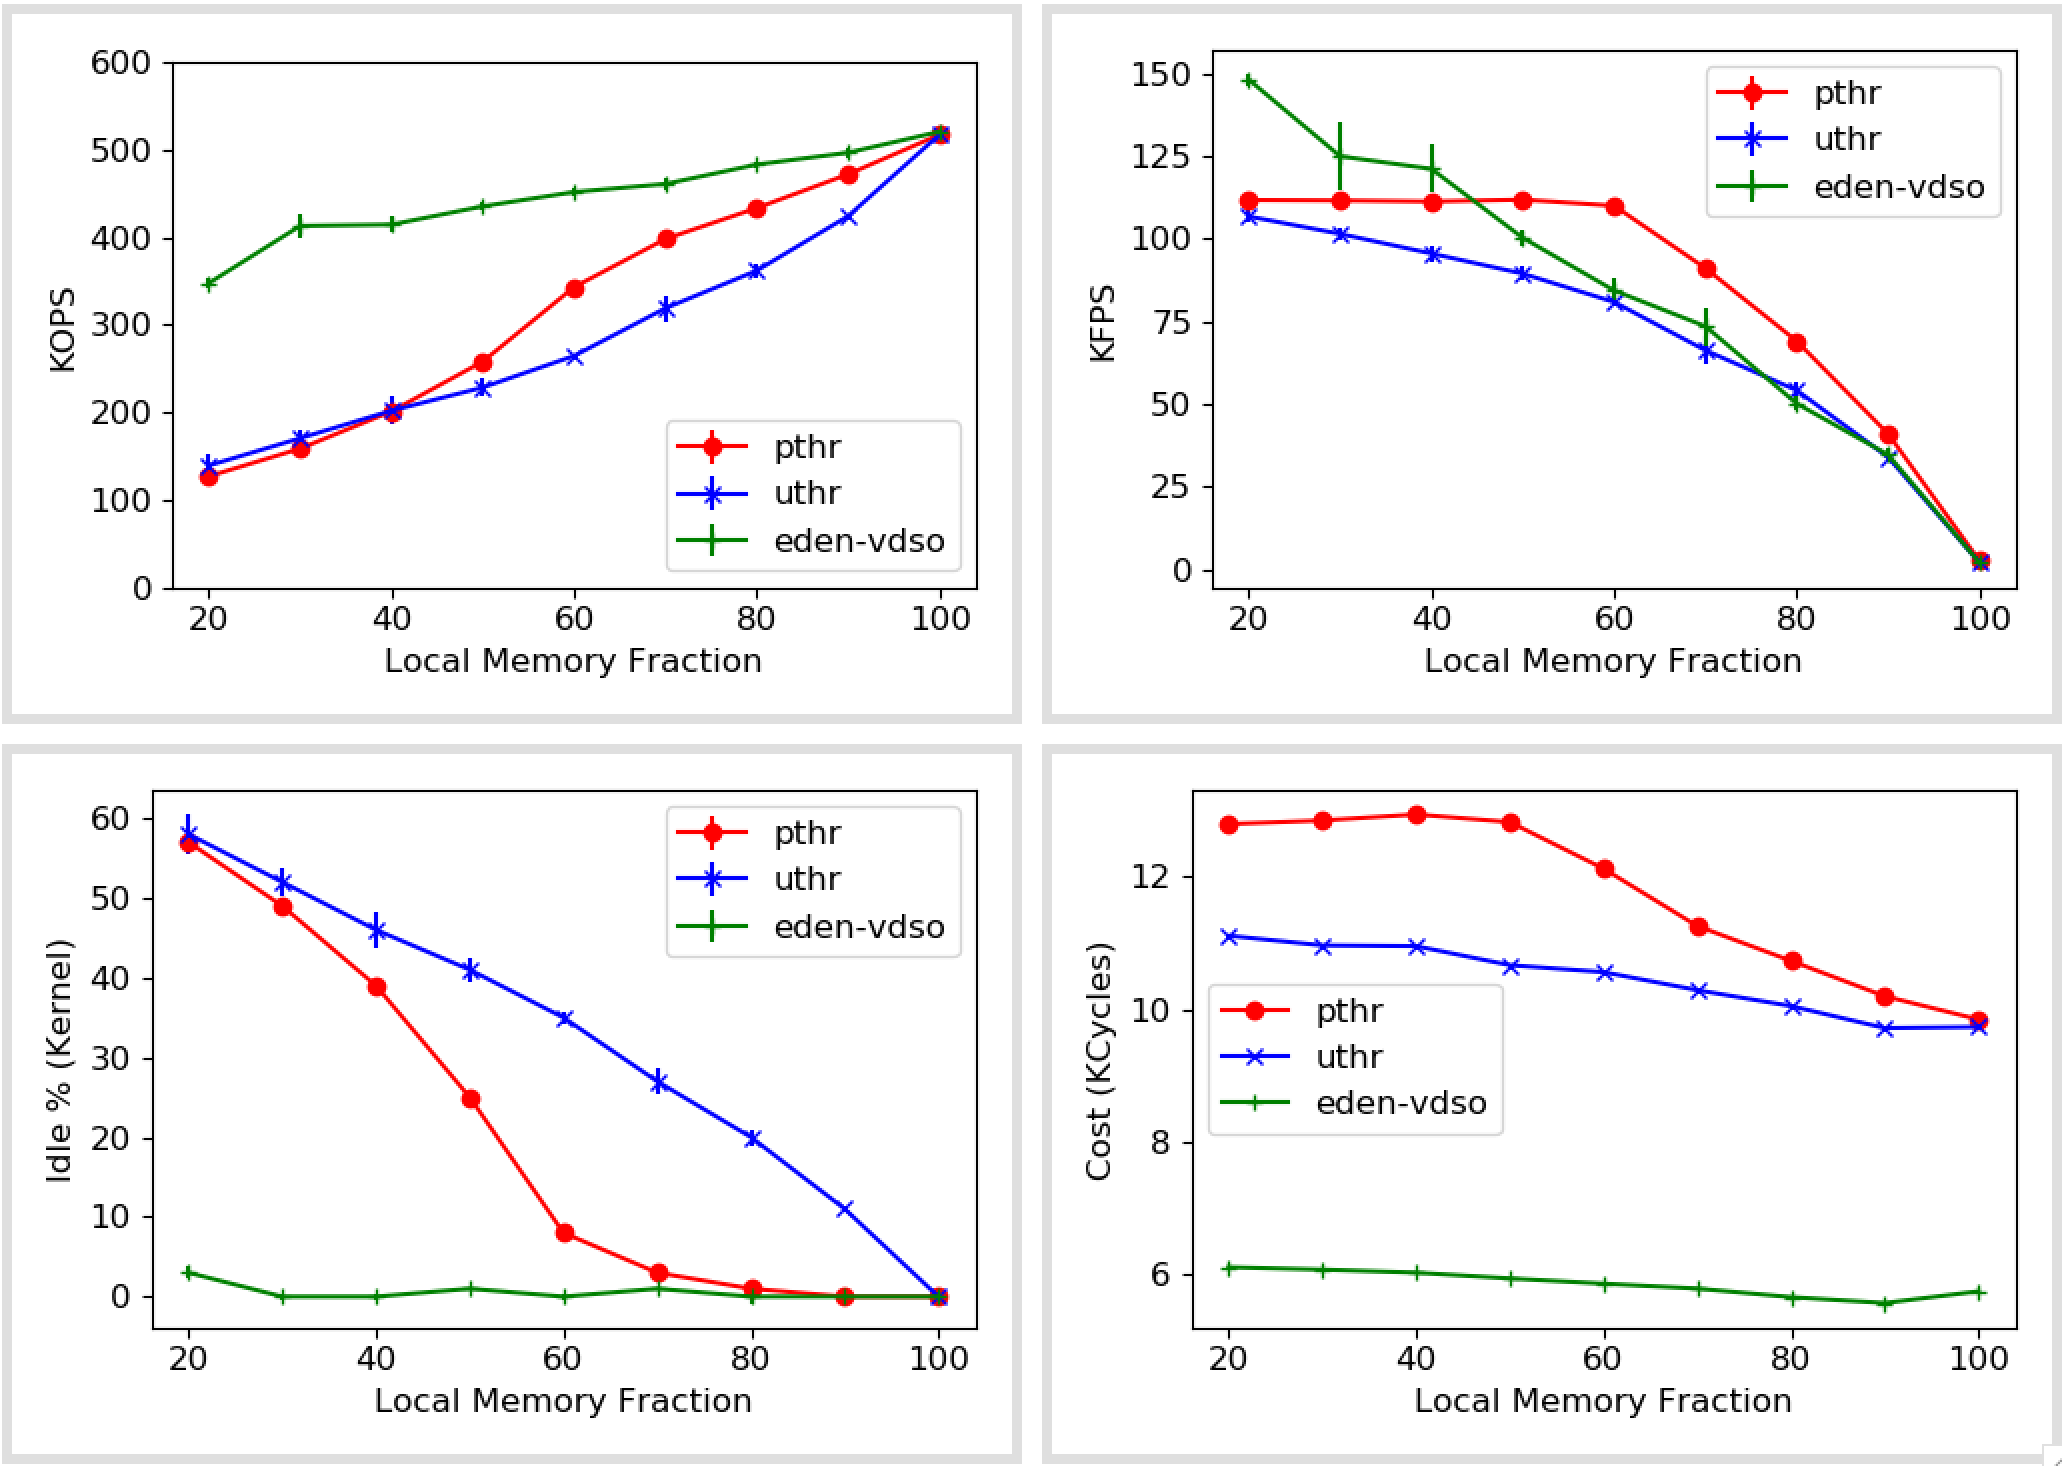 600
500
400
300
200
100
0
KOPS
20 40 60 80 100
Local Memory Fraction
pthr
uthr
eden-vdso
150
125
100
75
50
25
0
KFPS
20 40 60 80 100
Local Memory Fraction
pthr
uthr
eden-vdso
60
50
40
30
20
10
0
Idle % (Kernel)
20 40 60 80 100
Local Memory Fraction
pthr
uthr
eden-vdso
12
10
8
6
Cost (KCycles)
20 40 60 80 100
Local Memory Fraction
pthr
uthr
eden-vdso